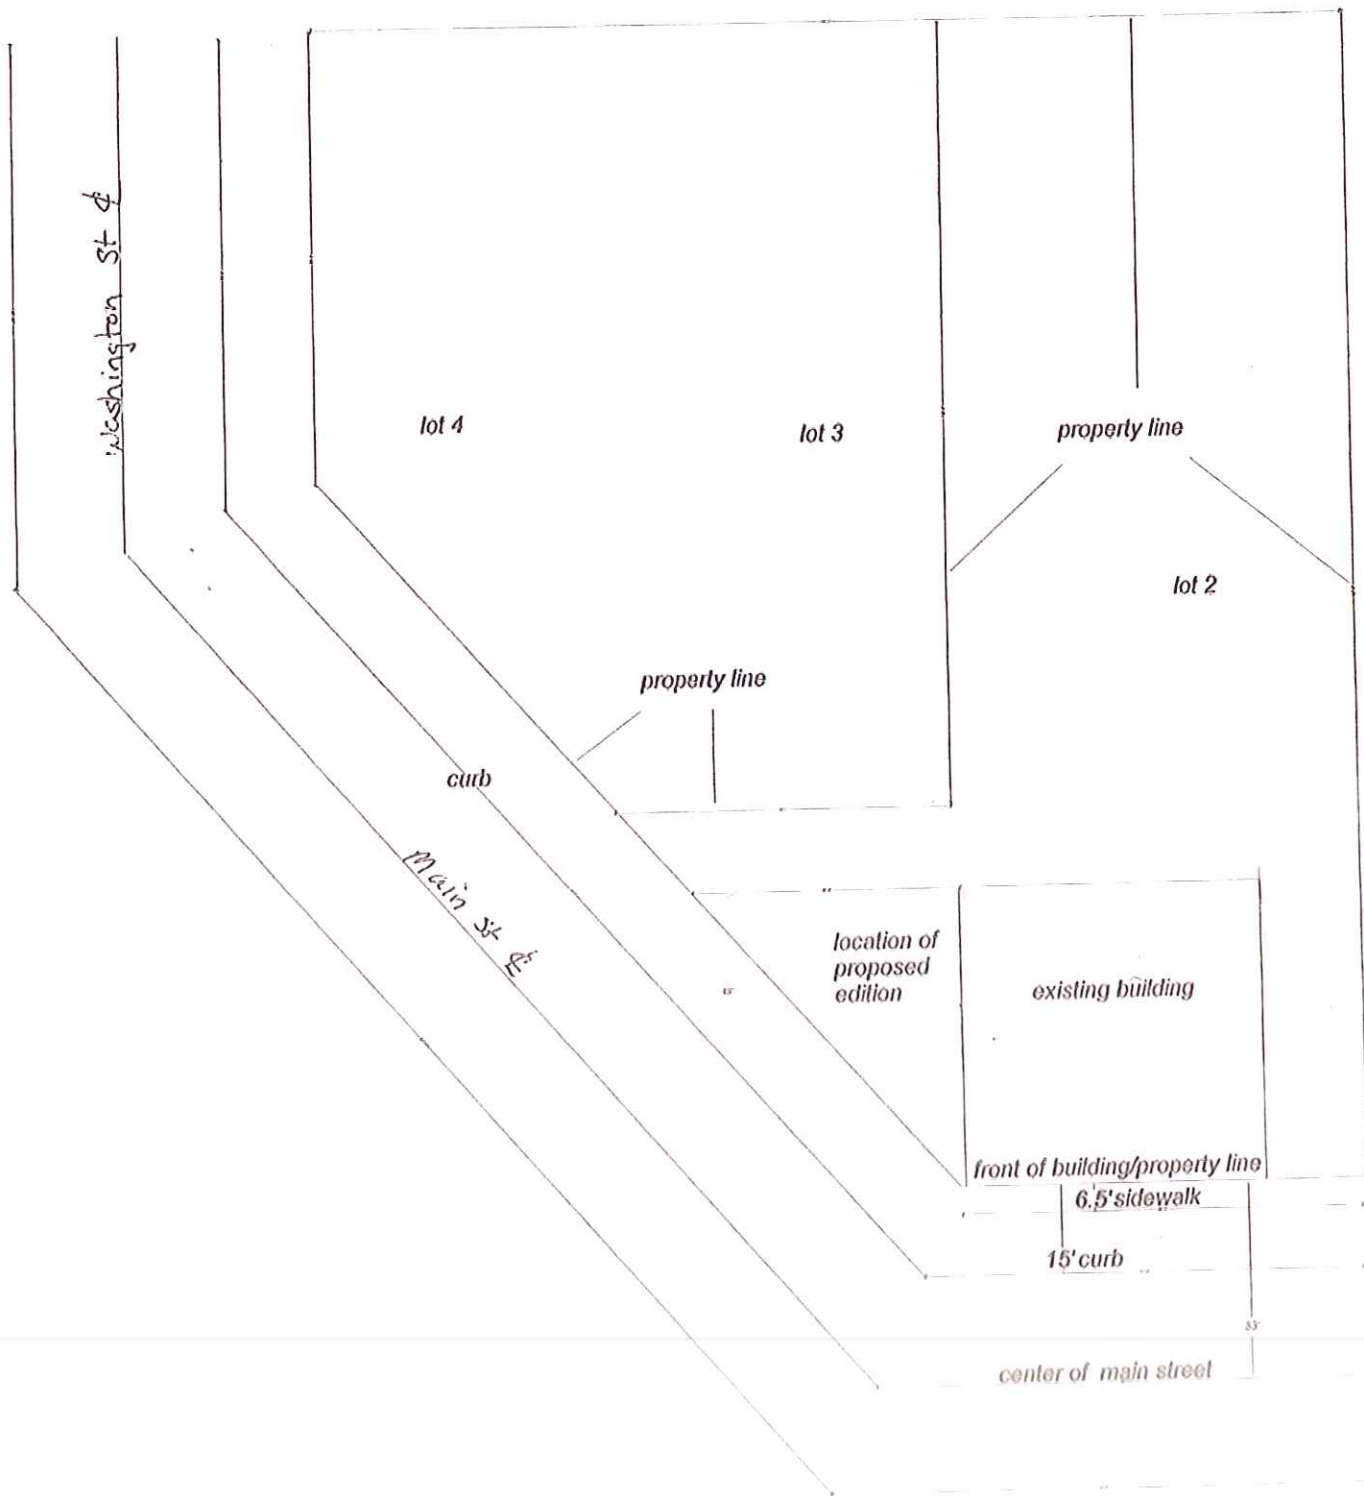 Washington St ℄
lot 4
lot 3
property line
lot 2
property line
curb
Main St ℄
location of
proposed
edition
existing building
front of building/property line
6.5' sidewalk
15' curb
33'
center of main street